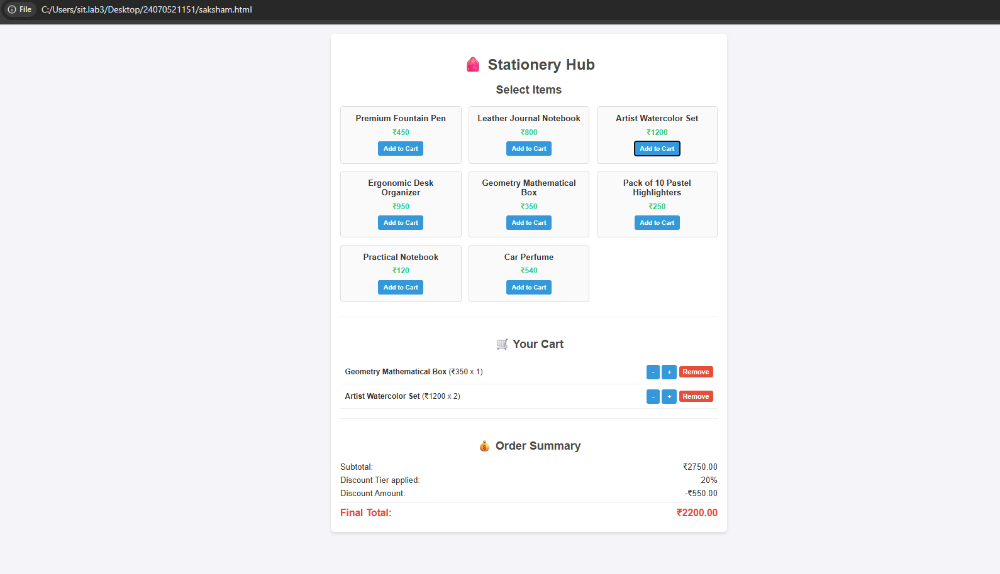 File C:/Users/sit.lab3/Desktop/24070521151/saksham.html
Stationery Hub
Select Items
Premium Fountain Pen
₹450
Add to Cart
Leather Journal Notebook
₹800
Add to Cart
Artist Watercolor Set
₹1200
Add to Cart
Ergonomic Desk
Organizer
₹950
Add to Cart
Geometry Mathematical
Box
₹350
Add to Cart
Pack of 10 Pastel
Highlighters
₹250
Add to Cart
Practical Notebook
₹120
Add to Cart
Car Perfume
₹540
Add to Cart
Your Cart
Geometry Mathematical Box (₹350 x 1) - + Remove
Artist Watercolor Set (₹1200 x 2) - + Remove
Order Summary
Subtotal: ₹2750.00
Discount Tier applied: 20%
Discount Amount: -₹550.00
Final Total: ₹2200.00